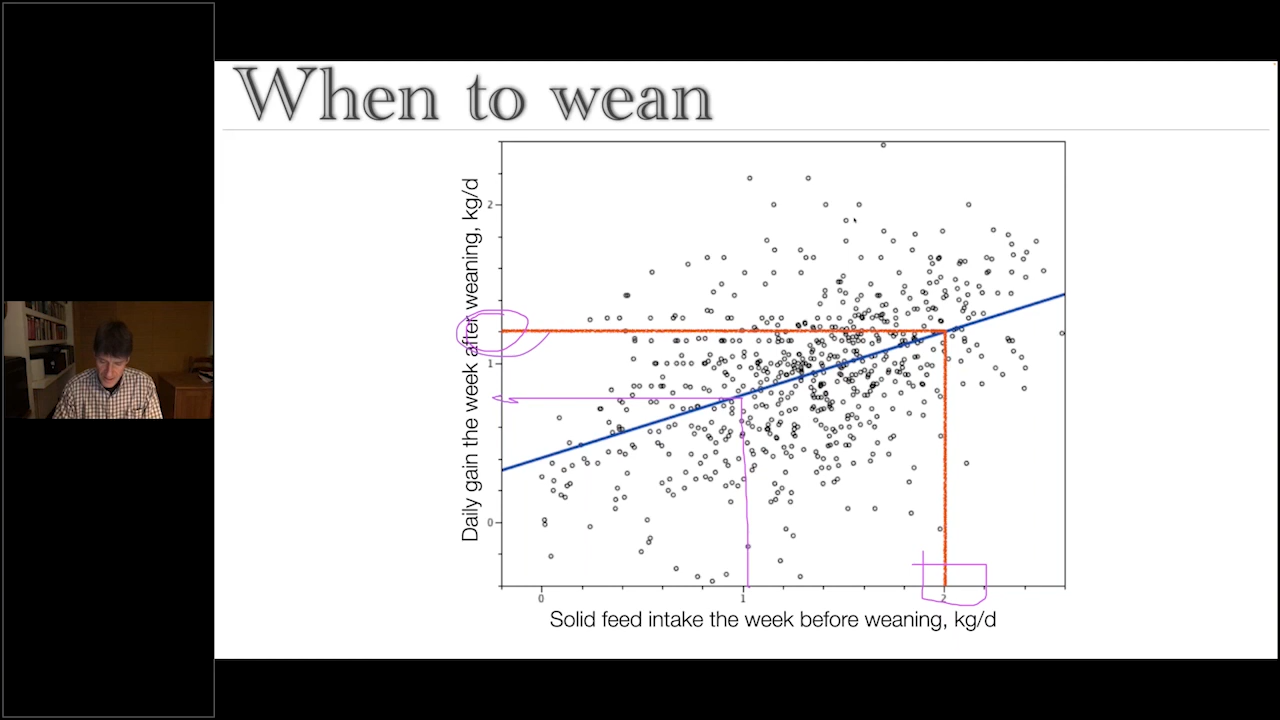 When to wean
Daily gain the week after weaning, kg/d
2
1
0
0
1
2
Solid feed intake the week before weaning, kg/d